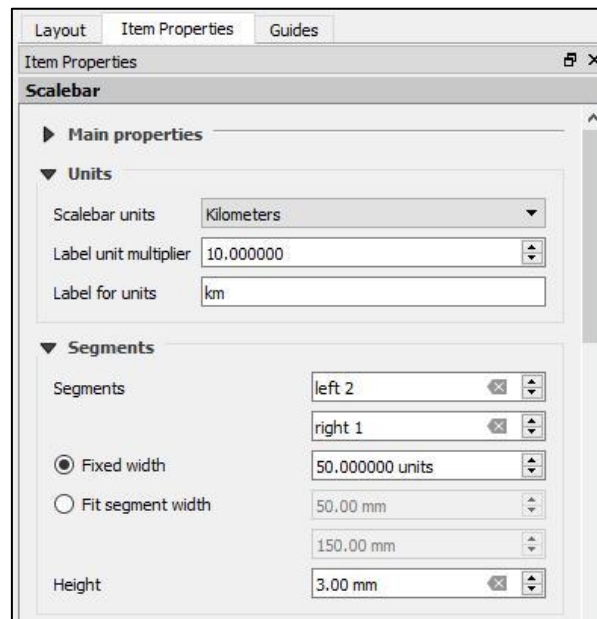 Layout Item Properties Guides
Item Properties
Scalebar
Main properties
Units
Scalebar units Kilometers
Label unit multiplier 10.000000
Label for units km
Segments
Segments left 2
right 1
Fixed width 50.000000 units
Fit segment width 50.00 mm
150.00 mm
Height 3.00 mm